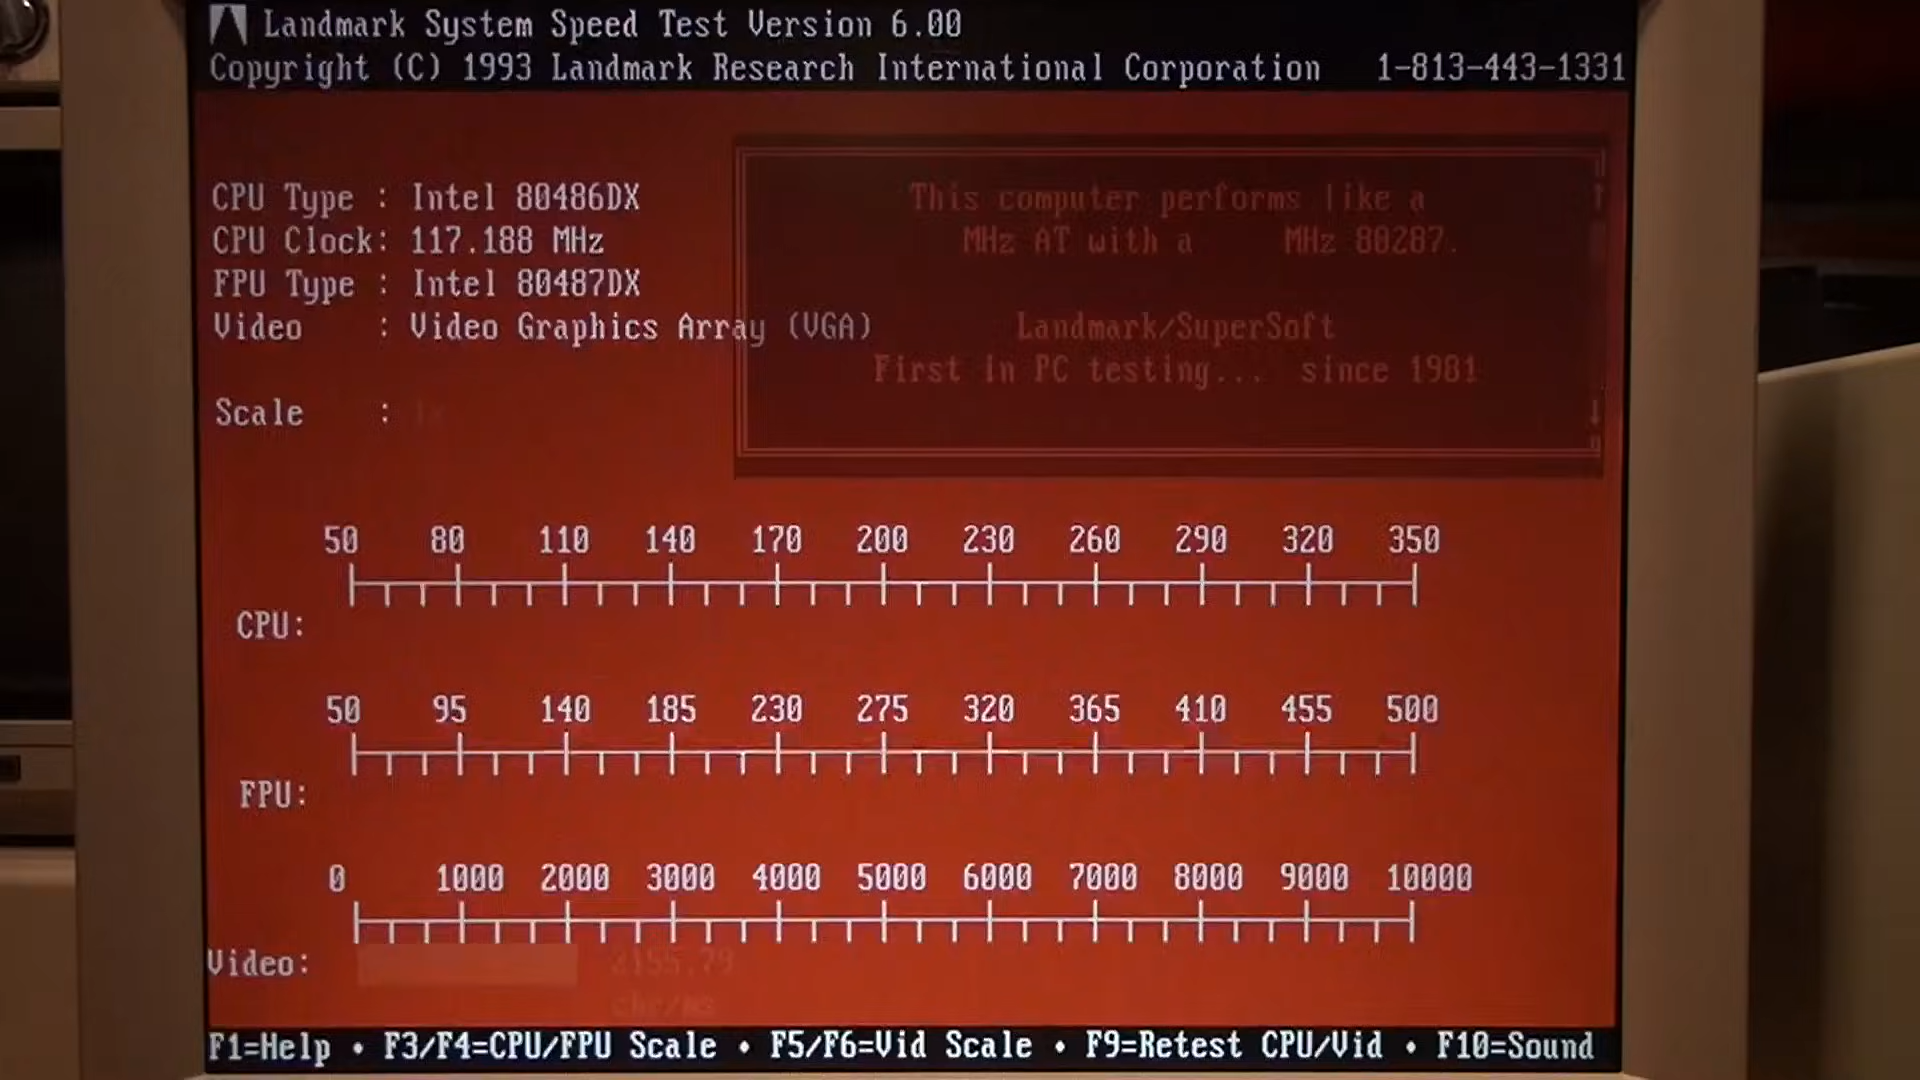 Landmark System Speed Test Version 6.00
Copyright (C) 1993 Landmark Research International Corporation 1-813-443-1331
CPU Type : Intel 80486DX
CPU Clock: 117.188 MHz
FPU Type : Intel 80487DX
Video : Video Graphics Array (VGA)
Scale :
This computer performs like a
MHz AT with a MHz 80287.
Landmark/SuperSoft
First in PC testing... since 1981
50 80 110 140 170 200 230 260 290 320 350
CPU:
50 95 140 185 230 275 320 365 410 455 500
FPU:
0 1000 2000 3000 4000 5000 6000 7000 8000 9000 10000
Video: 2155.79
chr/ms
F1=Help • F3/F4=CPU/FPU Scale • F5/F6=Vid Scale • F9=Retest CPU/Vid • F10=Sound